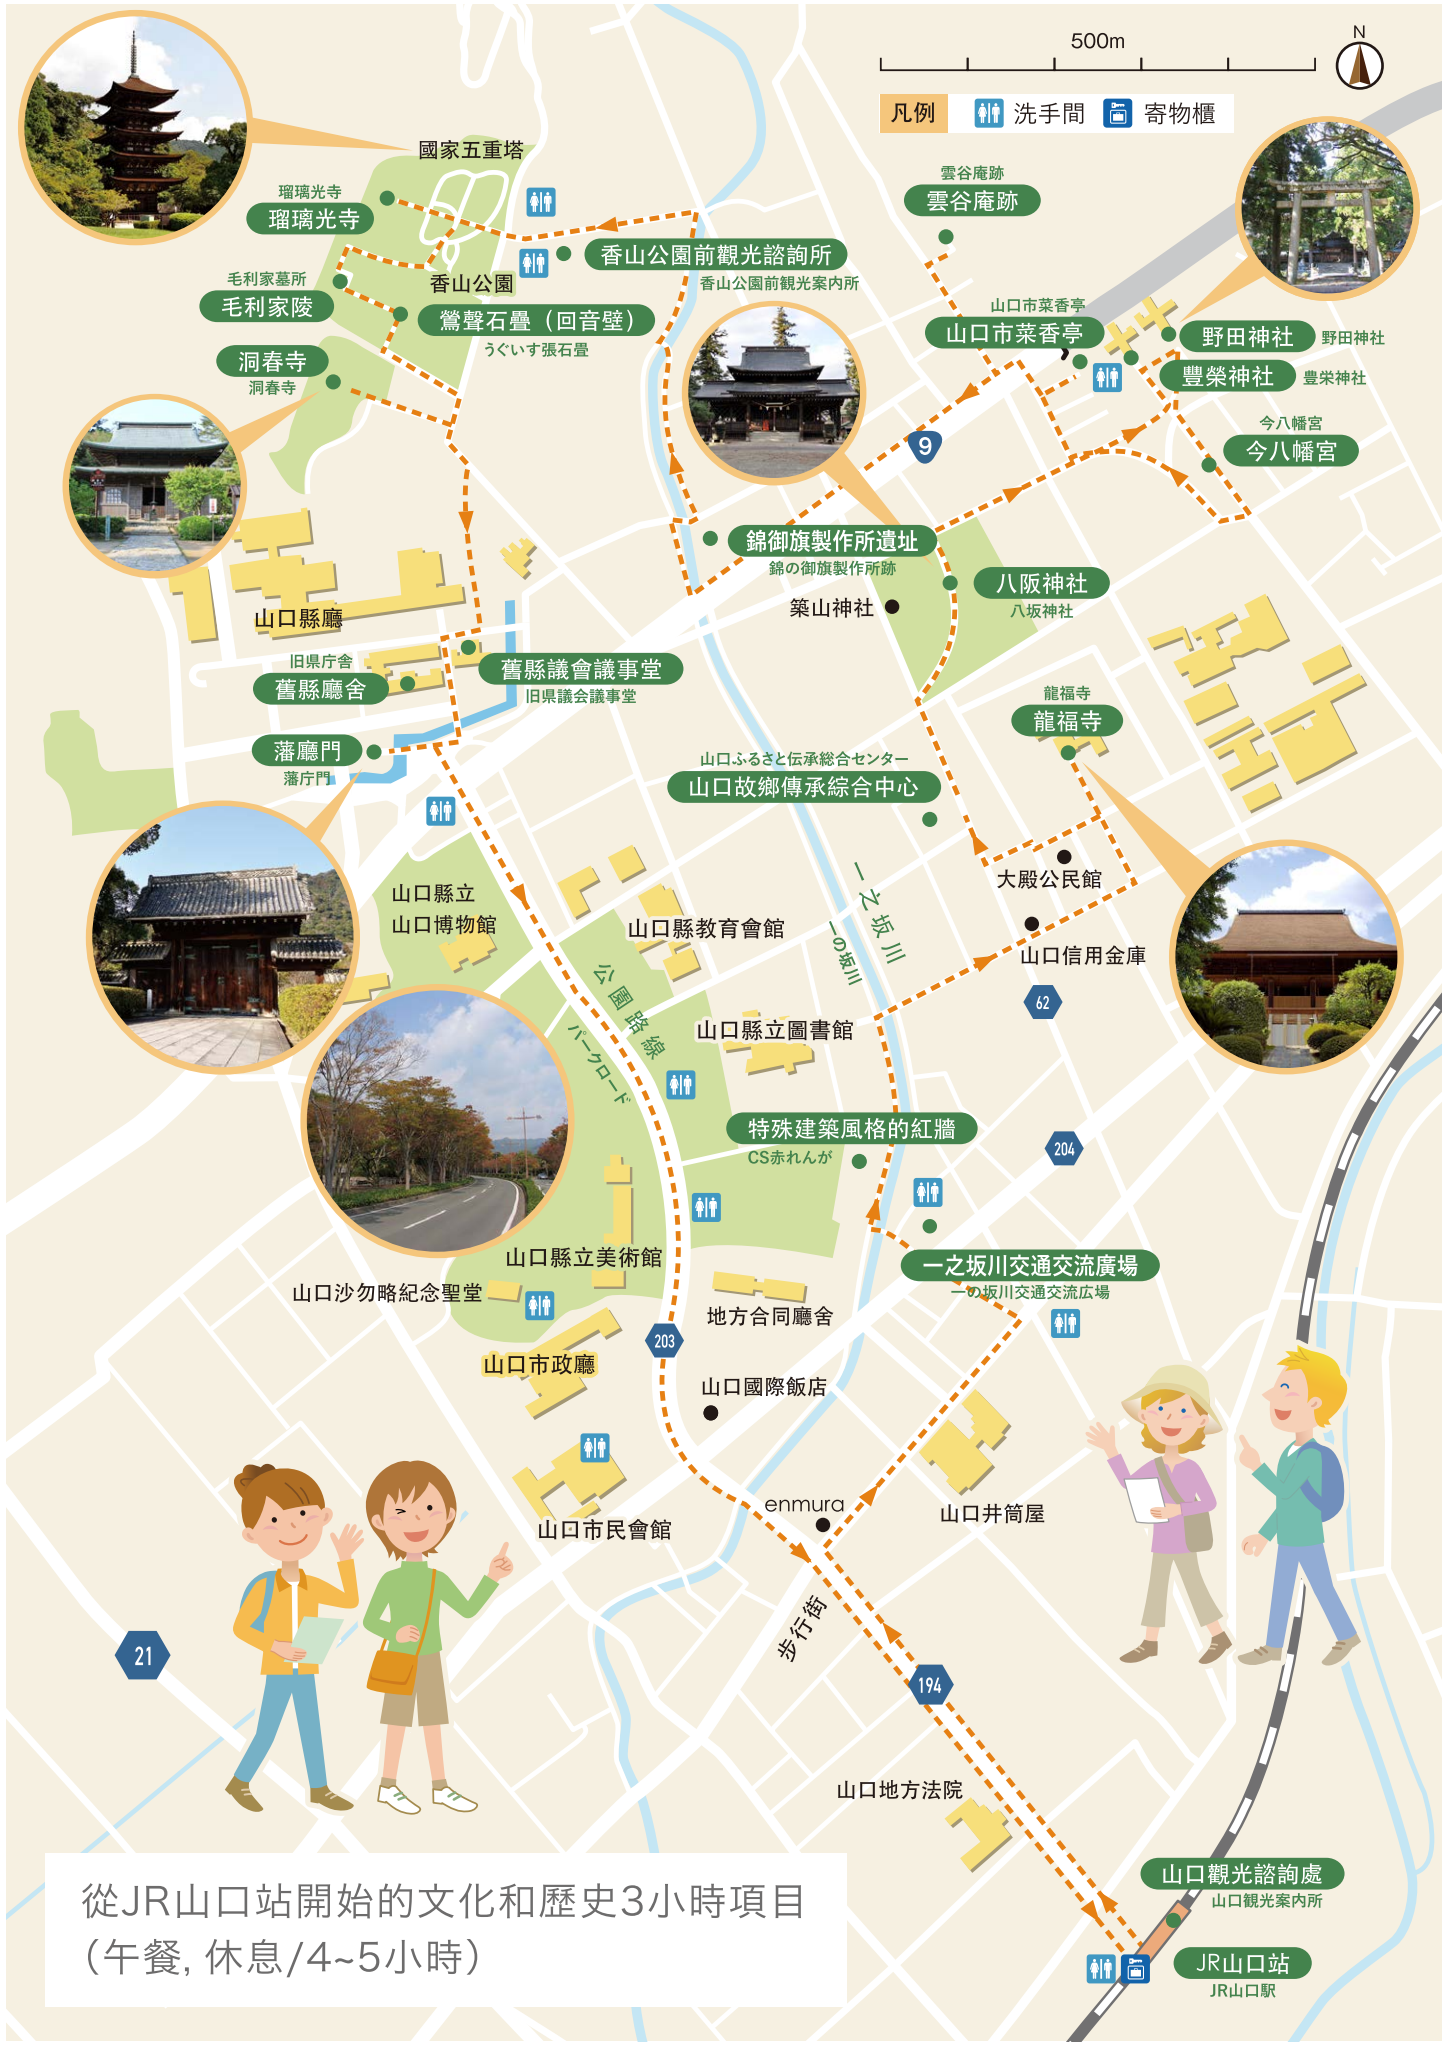 500m
N
凡例
洗手間
寄物櫃
國家五重塔
瑠璃光寺
瑠璃光寺
毛利家墓所
毛利家陵
香山公園
香山公園前觀光諮詢所
香山公園前観光案内所
鶯聲石疊（回音壁）
うぐいす張石畳
洞春寺
洞春寺
雲谷庵跡
雲谷庵跡
山口市菜香亭
山口市菜香亭
野田神社
野田神社
豐榮神社
豊栄神社
今八幡宮
今八幡宮
9
錦御旗製作所遺址
錦の御旗製作所跡
築山神社
八阪神社
八坂神社
山口縣廳
旧県庁舎
舊縣廳舍
舊縣議會議事堂
旧県議会議事堂
藩廳門
藩庁門
龍福寺
龍福寺
山口ふるさと伝承総合センター
山口故鄉傳承綜合中心
大殿公民館
山口信用金庫
62
一之坂川
一の坂川
山口縣立
山口博物館
山口縣教育會館
公園路線
パークロード
山口縣立圖書館
特殊建築風格的紅牆
CS赤れんが
204
一之坂川交通交流廣場
一の坂川交通交流広場
山口縣立美術館
山口沙勿略紀念聖堂
地方合同廳舍
203
山口市政廳
山口國際飯店
山口市民會館
enmura
山口井筒屋
步行街
21
194
山口地方法院
山口觀光諮詢處
山口観光案内所
JR山口站
JR山口駅
從JR山口站開始的文化和歷史3小時項目
（午餐, 休息/4~5小時）